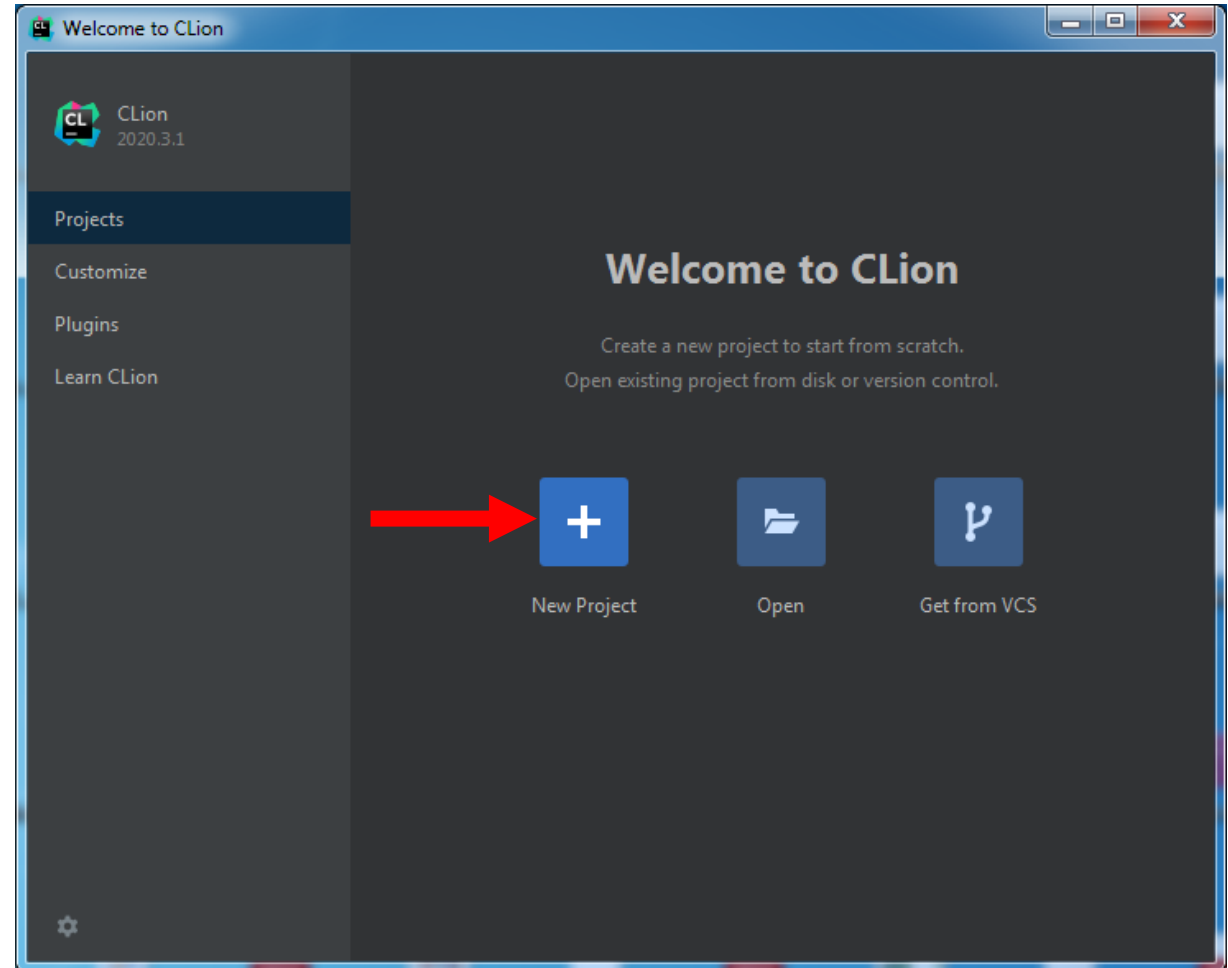 Welcome to CLion
CL
CLion
2020.3.1
Projects
Customize
Plugins
Learn CLion
Welcome to CLion
Create a new project to start from scratch.
Open existing project from disk or version control.
New Project
Open
Get from VCS